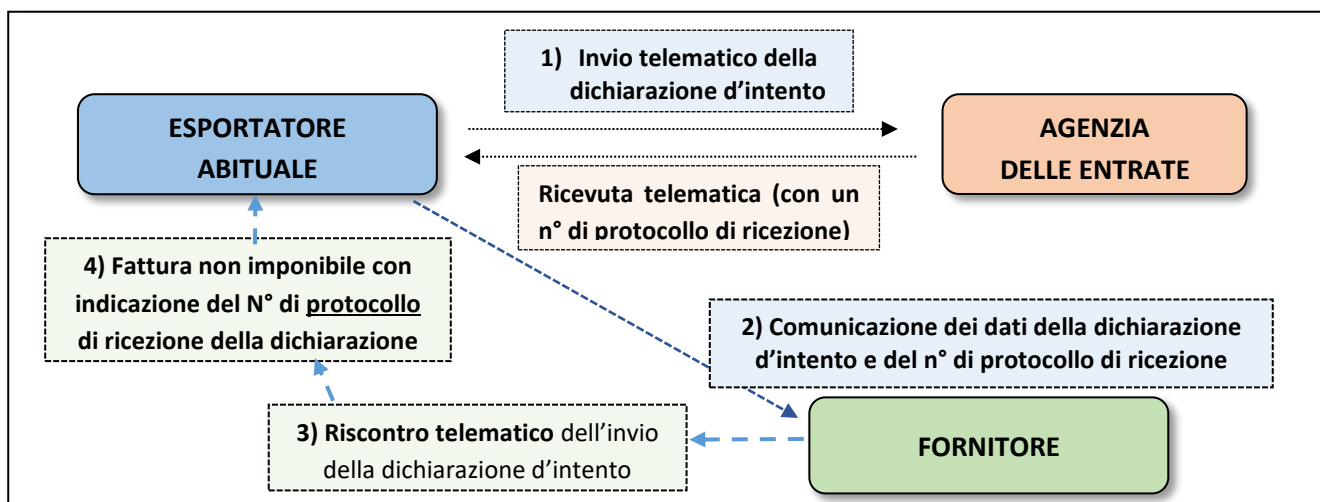 1) Invio telematico della
dichiarazione d’intento
ESPORTATORE
ABITUALE
AGENZIA
DELLE ENTRATE
Ricevuta telematica (con un
n° di protocollo di ricezione)
4) Fattura non imponibile con
indicazione del N° di protocollo
di ricezione della dichiarazione
2) Comunicazione dei dati della dichiarazione
d’intento e del n° di protocollo di ricezione
3) Riscontro telematico dell’invio
della dichiarazione d’intento
FORNITORE